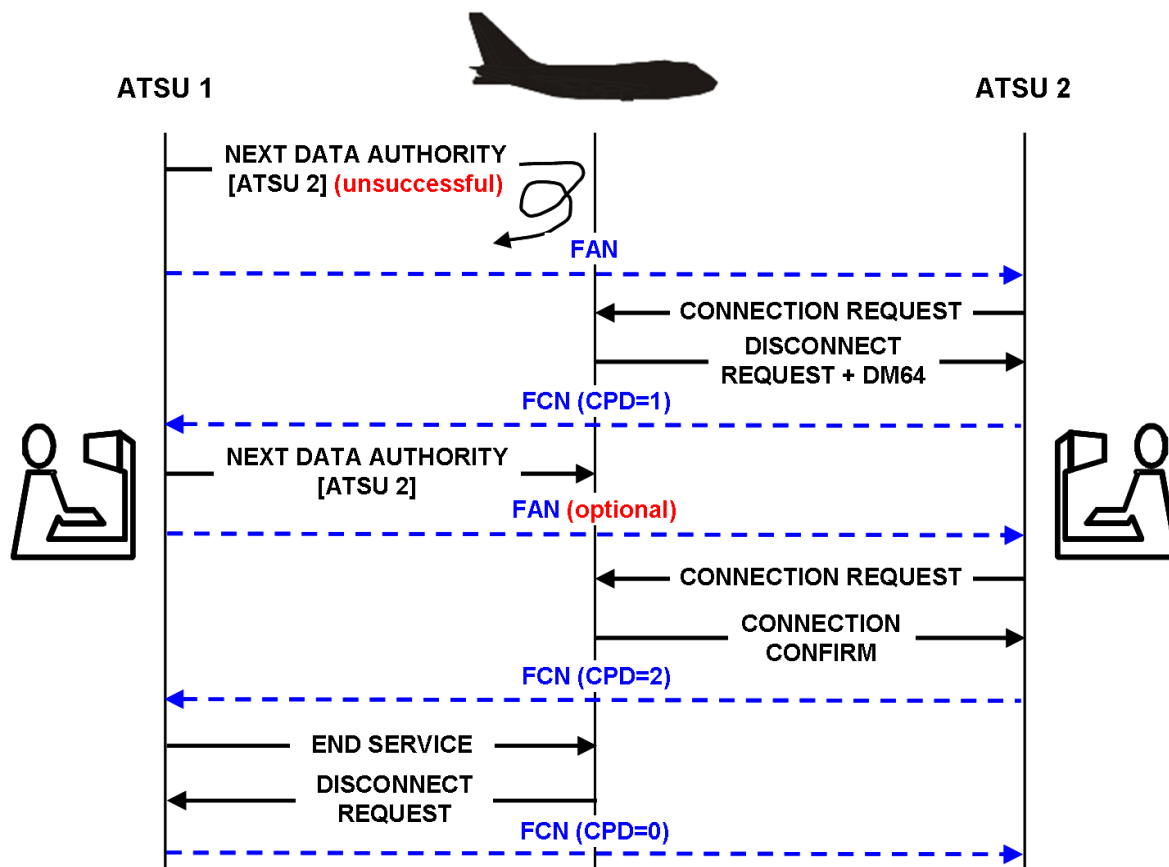 ATSU 1
ATSU 2
NEXT DATA AUTHORITY
[ATSU 2] (unsuccessful)
FAN
CONNECTION REQUEST
DISCONNECT
REQUEST + DM64
FCN (CPD=1)
NEXT DATA AUTHORITY
[ATSU 2]
FAN (optional)
CONNECTION REQUEST
CONNECTION
CONFIRM
FCN (CPD=2)
END SERVICE
DISCONNECT
REQUEST
FCN (CPD=0)